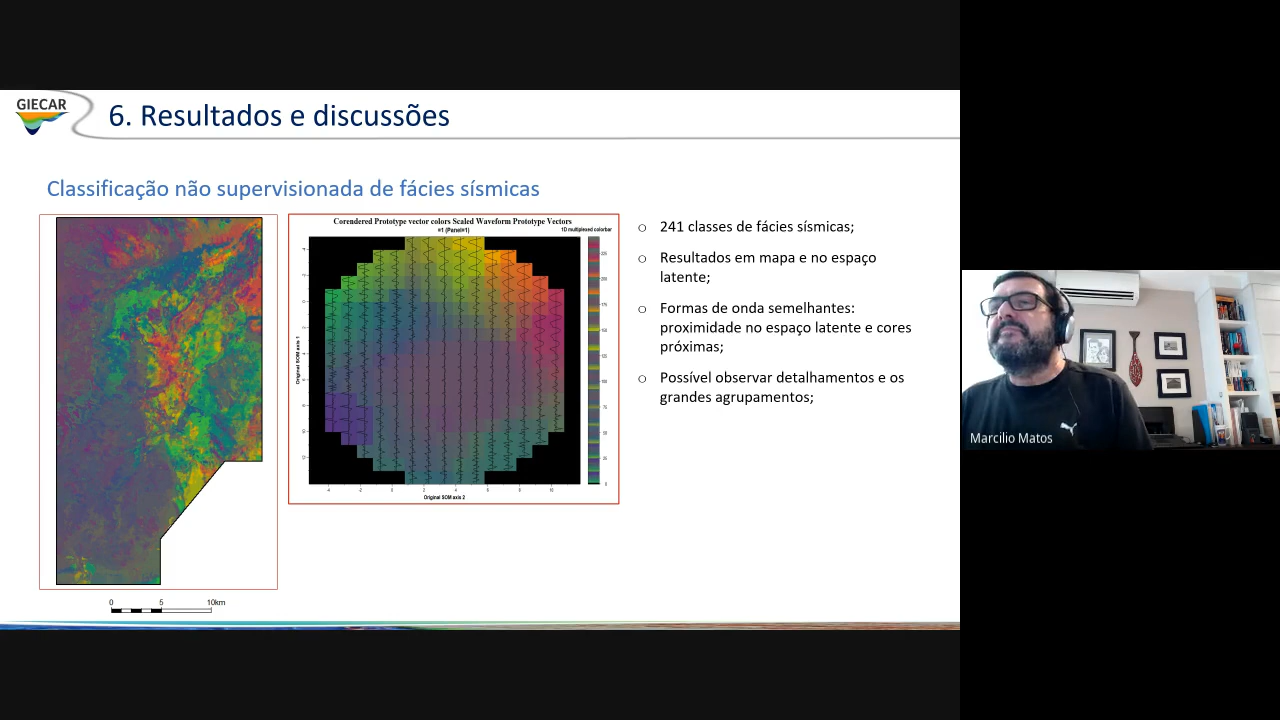 GIECAR
6. Resultados e discussões
Classificação não supervisionada de fácies sísmicas
Corendered Prototype vector colors Scaled Waveform Prototype Vectors
=1 (Panel=1)
1D multiplexed colorbar
Original SOM axis 1
Original SOM axis 2
0 5 10km
○ 241 classes de fácies sísmicas;
○ Resultados em mapa e no espaço
latente;
○ Formas de onda semelhantes:
proximidade no espaço latente e cores
próximas;
○ Possível observar detalhamentos e os
grandes agrupamentos;
Marcilio Matos